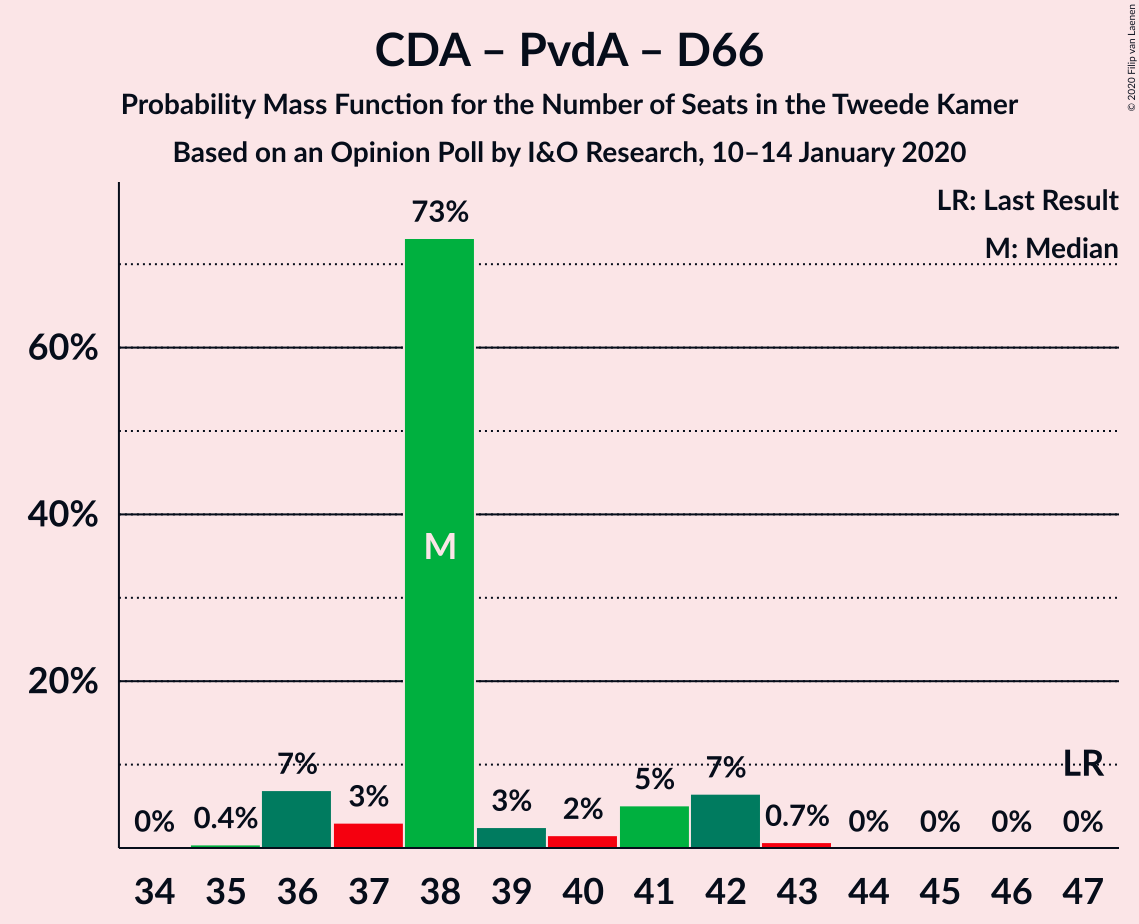 CDA – PvdA – D66
Probability Mass Function for the Number of Seats in the Tweede Kamer
Based on an Opinion Poll by I&O Research, 10–14 January 2020
© 2020 Filip van Laenen
LR: Last Result
M: Median
60%
40%
20%
0%
0.4%
7%
3%
73%
M
3%
2%
5%
7%
0.7%
0%
0%
0%
0%
LR
34 35 36 37 38 39 40 41 42 43 44 45 46 47